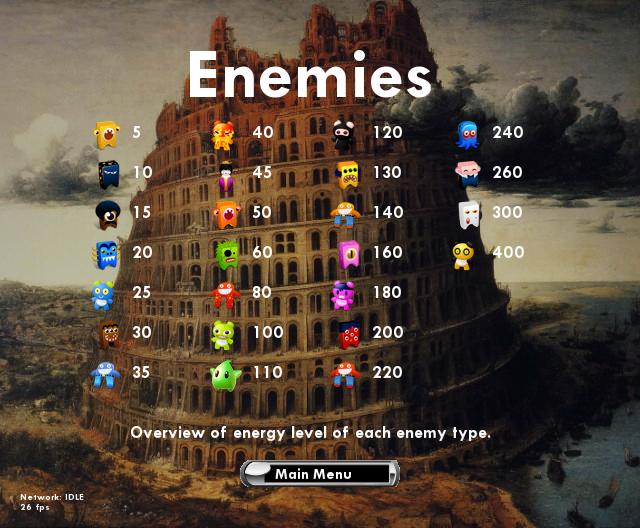 Enemies
5 40 120 240
10 45 130 260
15 50 140 300
20 60 160 400
25 80 180
30 100 200
35 110 220
Overview of energy level of each enemy type.
Main Menu
Network: IDLE
26 fps